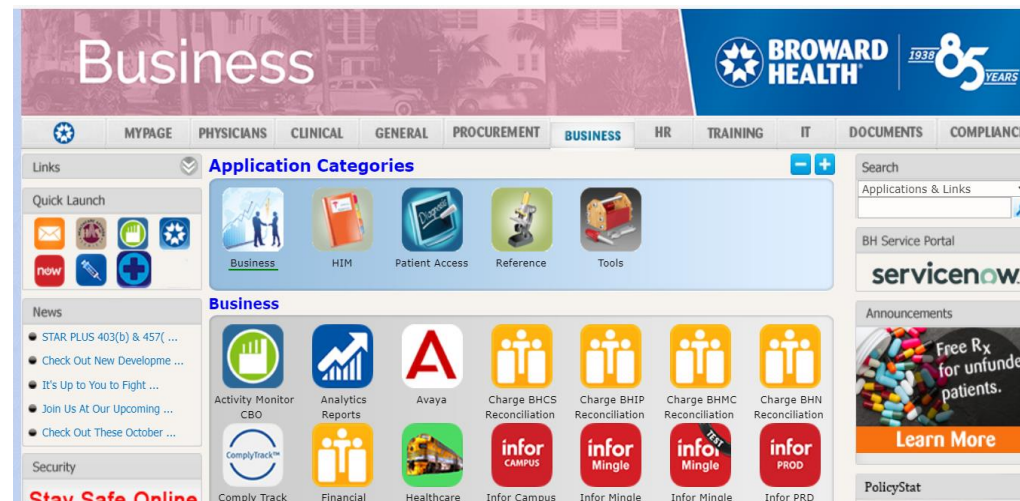 Business
BROWARD
HEALTH
1938
85
YEARS
MYPAGE PHYSICIANS CLINICAL GENERAL PROCUREMENT BUSINESS HR TRAINING IT DOCUMENTS COMPLIANC
Links
Quick Launch
now
News
STAR PLUS 403(b) & 457( ...
Check Out New Developme ...
It's Up to You to Fight ...
Join Us At Our Upcoming ...
Check Out These October ...
Security
Stay Safe Online
Application Categories
Diagnosis
Business HIM Patient Access Reference Tools
Business
Activity Monitor CBO
Analytics Reports
Avaya
Charge BHCS Reconciliation
Charge BHIP Reconciliation
Charge BHMC Reconciliation
Charge BHN Reconciliation
ComplyTrack™
infor CAMPUS
infor Mingle
infor Mingle TEST
infor PROD
Comply Track Financial Healthcare Infor Campus Infor Mingle Infor Mingle Infor PRD
Search
Applications & Links
BH Service Portal
servicenow.
Announcements
Free Rx
for unfunde
patients.
Learn More
PolicyStat